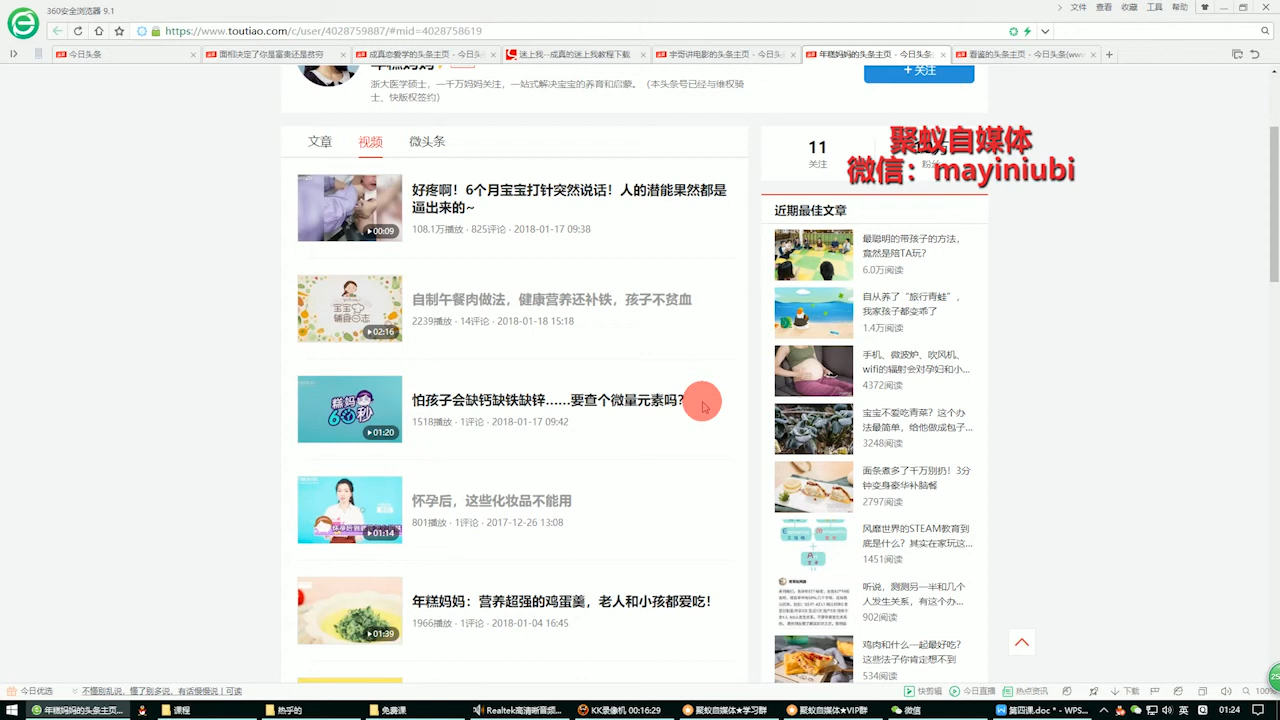 360安全浏览器 9.1
文件 查看 收藏 工具 帮助
https://www.toutiao.com/c/user/4028759887/#mid=4028758619
今日头条
面相决定了你是富贵还是贫穷
成真恋爱学的头条主页 - 今日头
迷上我一成真的迷上我教程下载
宇哥讲电影的头条主页 - 今日头
年糕妈妈的头条主页 - 今日头条
看鉴的头条主页 - 今日头条(ww
浙大医学硕士，一千万妈妈关注，一站式解决宝宝的养育和启蒙。（本头条号已经与维权骑
士、快版权签约）
+ 关注
文章 视频 微头条
11
关注
粉丝
聚蚁自媒体
微信：mayiniubi
00:09
好疼啊！6个月宝宝打针突然说话！人的潜能果然都是
逼出来的~
108.1万播放 · 825评论 · 2018-01-17 09:38
宝宝
辅食日志
02:16
自制午餐肉做法，健康营养还补铁，孩子不贫血
2239播放 · 14评论 · 2018-01-18 15:18
糕妈
60秒
01:20
怕孩子会缺钙缺铁缺锌……要查个微量元素吗?
1518播放 · 1评论 · 2018-01-17 09:42
01:14
怀孕后，这些化妆品不能用
801播放 · 1评论 · 2017-12-26 13:08
01:39
年糕妈妈：营养超强的记蛋羹，老人和小孩都爱吃！
1966播放 · 1评论 · 2018-01-04 19:05
近期最佳文章
最聪明的带孩子的方法，
竟然是陪TA玩？
6.0万阅读
自从养了“旅行青蛙”，
我家孩子都变乖了
1.4万阅读
手机、微波炉、吹风机、
wifi的辐射会对孕妇和小...
4372阅读
宝宝不爱吃青菜？这个办
法最简单，给他做成包子...
3248阅读
面条煮多了千万别扔！3分
钟变身豪华补脑餐
2797阅读
风靡世界的STEAM教育到
底是什么？其实在家玩这...
1451阅读
听说，测测另一半和几个
人发生关系，有这个办...
902阅读
鸡肉和什么一起最好吃？
这些法子你肯定想不到
534阅读
今日优选
不懂但寻欢，懂了别多说，有话慢慢说 | 可读
快剪辑 今日直播 热点资讯 下载 100%
年糕妈妈的头条主页... 课程 热乎的 免费课 Realtek高清晰音频... KK录像机 00:16:29 聚蚁自媒体★学习群 聚蚁自媒体★VIP群 微信 第四课.doc * - WPS... 英 01:24